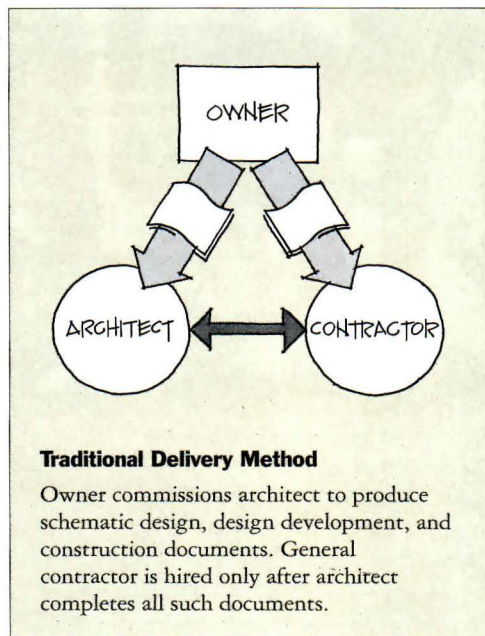 OWNER
ARCHITECT
CONTRACTOR
Traditional Delivery Method
Owner commissions architect to produce
schematic design, design development, and
construction documents. General
contractor is hired only after architect
completes all such documents.